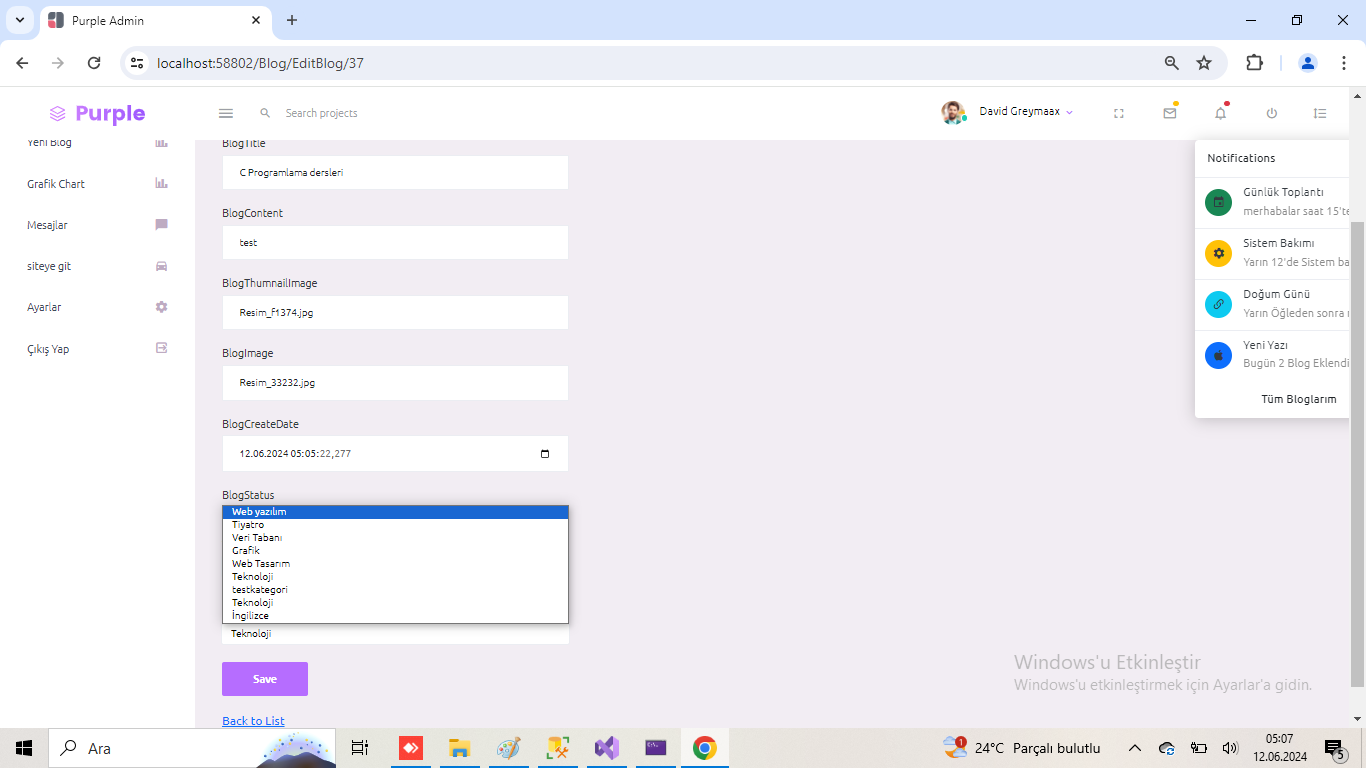 Purple Admin
localhost:58802/Blog/EditBlog/37
Purple
Search projects
David Greymaax
Yeni Blog
Grafik Chart
Mesajlar
siteye git
Ayarlar
Çıkış Yap
BlogTitle
C Programlama dersleri
BlogContent
test
BlogThumnailImage
Resim_f1374.jpg
BlogImage
Resim_33232.jpg
BlogCreateDate
12.06.2024 05:05:22,277
BlogStatus
Web yazılım
Tiyatro
Veri Tabanı
Grafik
Web Tasarım
Teknoloji
testkategori
Teknoloji
İngilizce
Teknoloji
Save
Back to List
Notifications
Günlük Toplantı
merhabalar saat 15'te
Sistem Bakımı
Yarın 12'de Sistem ba
Doğum Günü
Yarın Öğleden sonra
Yeni Yazı
Bugün 2 Blog Eklendi
Tüm Bloglarım
Windows'u Etkinleştir
Windows'u etkinleştirmek için Ayarlar'a gidin.
Ara
1
24°C Parçalı bulutlu
05:07
12.06.2024
5